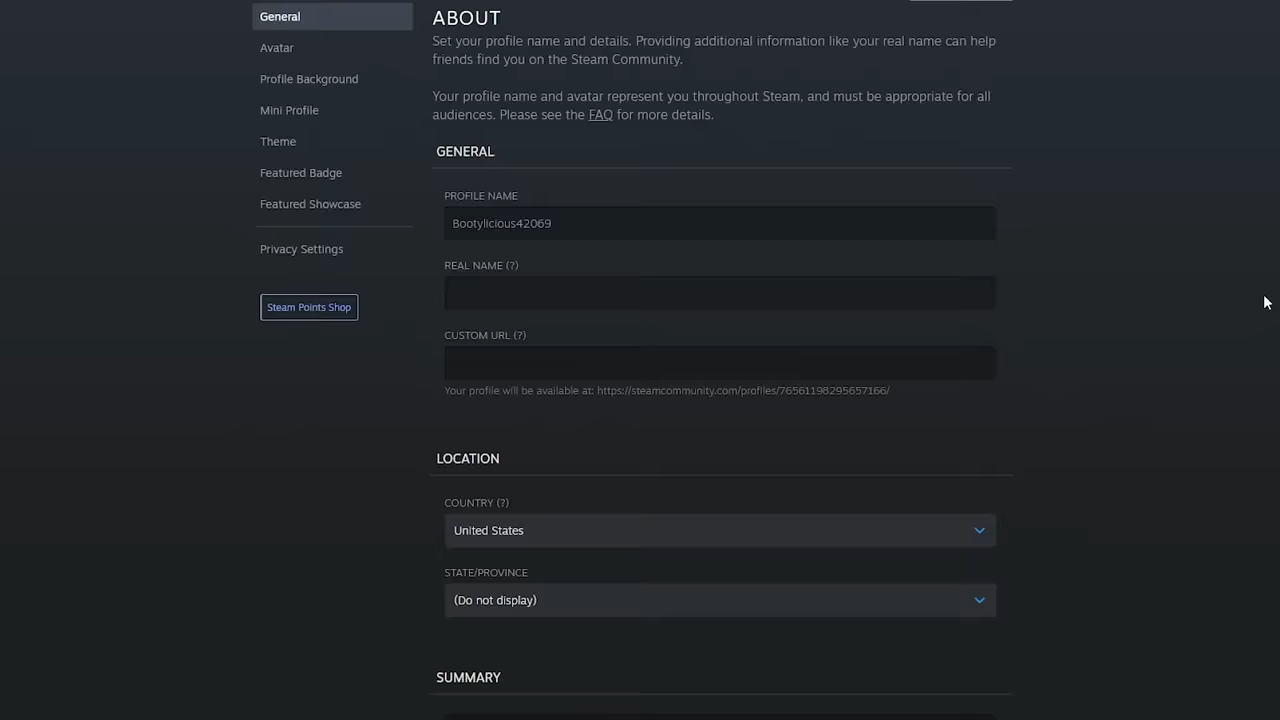 General
Avatar
Profile Background
Mini Profile
Theme
Featured Badge
Featured Showcase
Privacy Settings
Steam Points Shop
ABOUT
Set your profile name and details. Providing additional information like your real name can help
friends find you on the Steam Community.
Your profile name and avatar represent you throughout Steam, and must be appropriate for all
audiences. Please see the FAQ for more details.
GENERAL
PROFILE NAME
Bootylicious42069
REAL NAME (?)
CUSTOM URL (?)
Your profile will be available at: https://steamcommunity.com/profiles/76561198295657166/
LOCATION
COUNTRY (?)
United States
STATE/PROVINCE
(Do not display)
SUMMARY